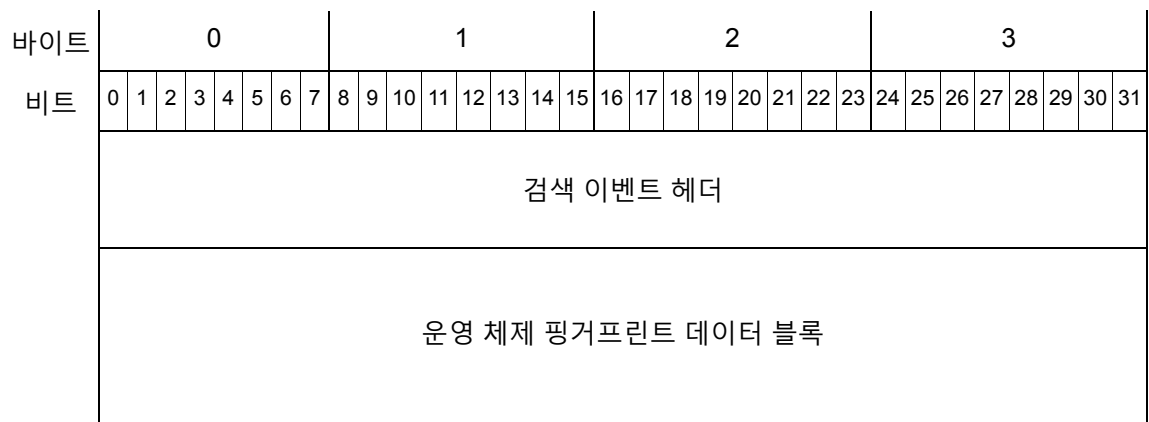 바이트 0 1 2 3
비트 0 1 2 3 4 5 6 7 8 9 10 11 12 13 14 15 16 17 18 19 20 21 22 23 24 25 26 27 28 29 30 31
검색 이벤트 헤더
운영 체제 핑거프린트 데이터 블록